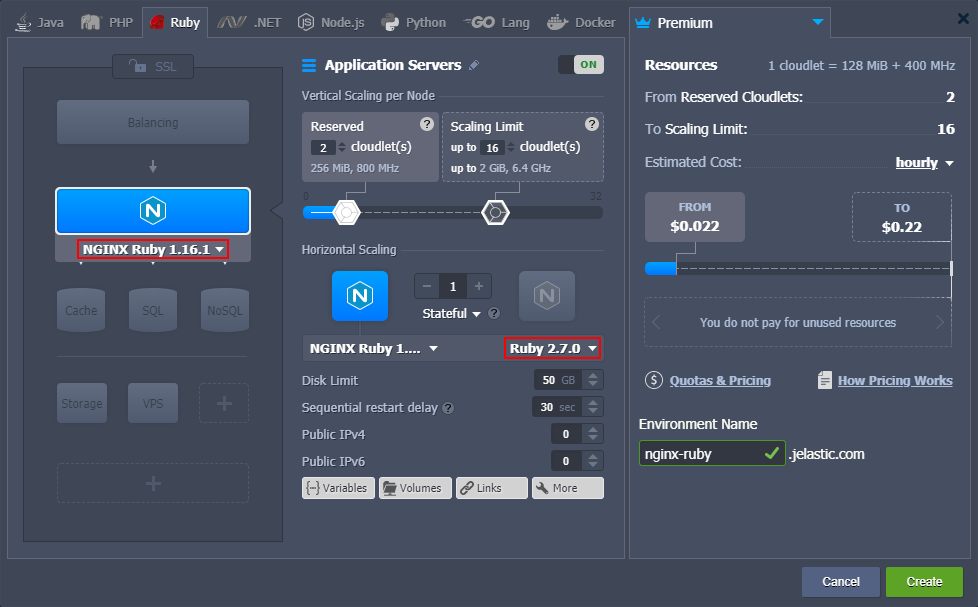 Java PHP Ruby .NET Node.js Python GO Lang Docker
Premium
SSL
Balancing
N
NGINX Ruby 1.16.1
Cache SQL NoSQL
Storage VPS
Application Servers
ON
Vertical Scaling per Node
Reserved ?
2 cloudlet(s)
256 MiB, 800 MHz
Scaling Limit ?
up to 16 cloudlet(s)
up to 2 GiB, 6.4 GHz
0 32
Horizontal Scaling
N
1
Stateful ?
N
NGINX Ruby 1.... Ruby 2.7.0
Disk Limit 50 GB
Sequential restart delay ? 30 sec
Public IPv4 0
Public IPv6 0
Variables Volumes Links More
Resources 1 cloudlet = 128 MiB + 400 MHz
From Reserved Cloudlets: 2
To Scaling Limit: 16
Estimated Cost: hourly
FROM
$0.022
TO
$0.22
You do not pay for unused resources
$ Quotas & Pricing How Pricing Works
Environment Name
nginx-ruby .jelastic.com
Cancel Create